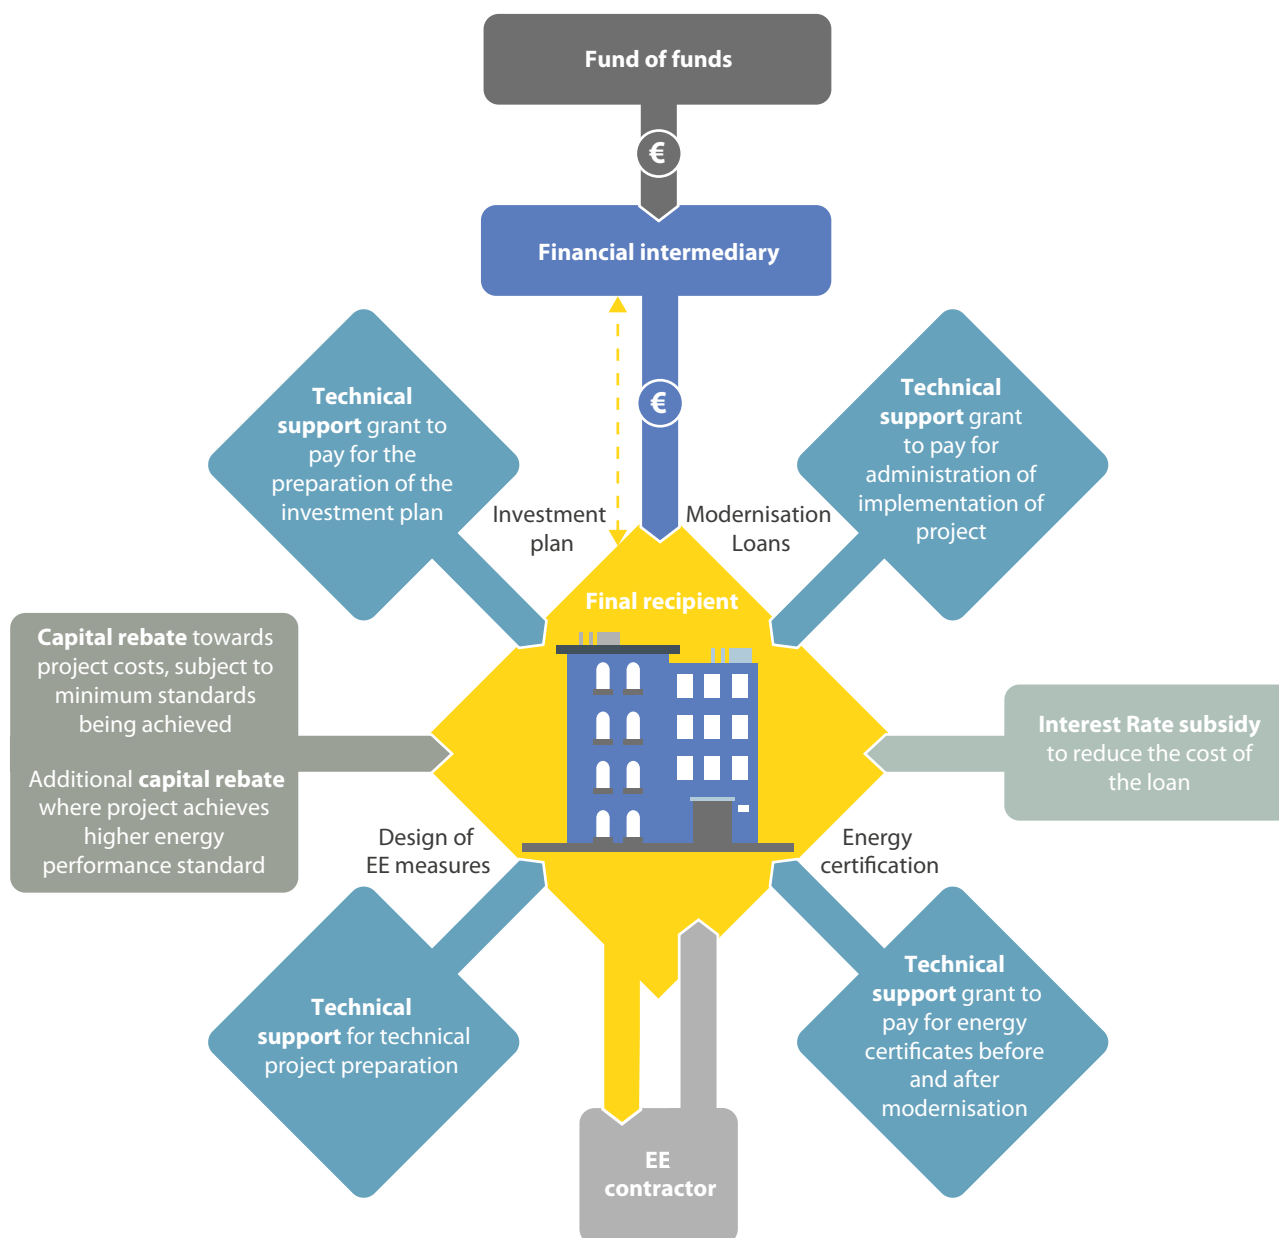 Fund of funds
€
Financial intermediary
€
Technical
support grant to
pay for the
preparation of the
investment plan
Technical
support grant
to pay for
administration of
implementation of
project
Investment
plan
Modernisation
Loans
Final recipient
Capital rebate towards
project costs, subject to
minimum standards
being achieved
Additional capital rebate
where project achieves
higher energy
performance standard
Interest Rate subsidy
to reduce the cost of
the loan
Design of
EE measures
Energy
certification
Technical
support for technical
project preparation
Technical
support grant to
pay for energy
certificates before
and after
modernisation
EE
contractor